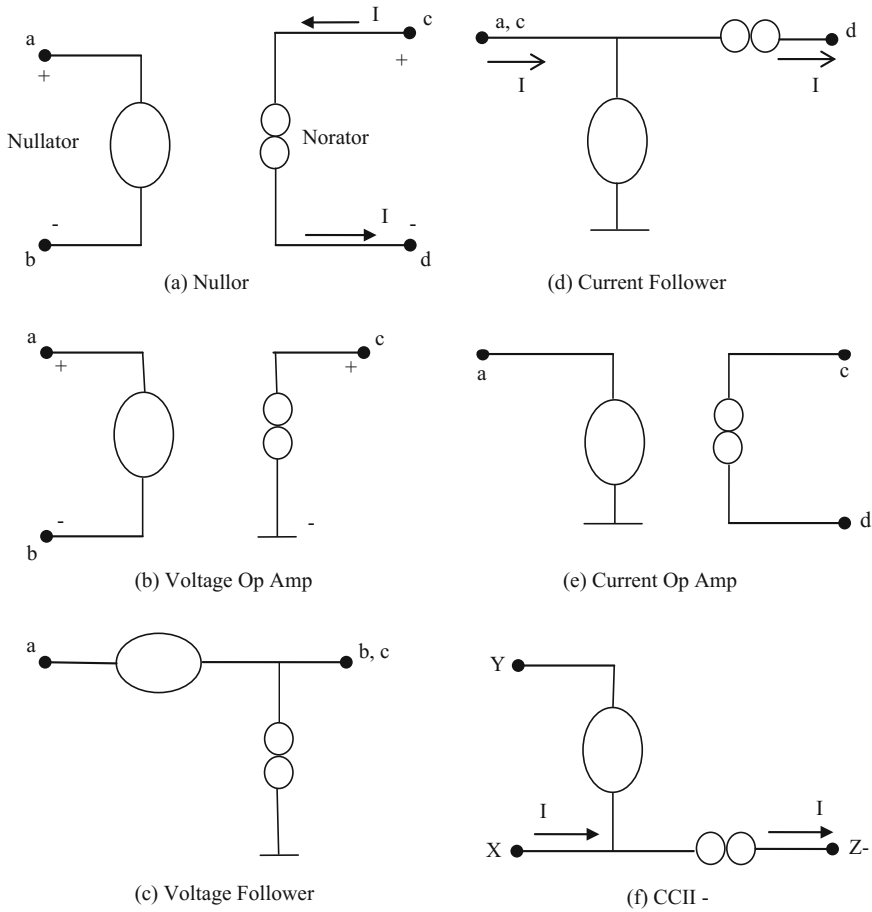 a
+
Nullator
-
b
I
c
+
Norator
I
-
d
(a) Nullor
a, c
I
d
I
(d) Current Follower
a
+
-
b
c
+
-
(b) Voltage Op Amp
a
c
d
(e) Current Op Amp
a
b, c
(c) Voltage Follower
Y
I
X
I
Z-
(f) CCII -